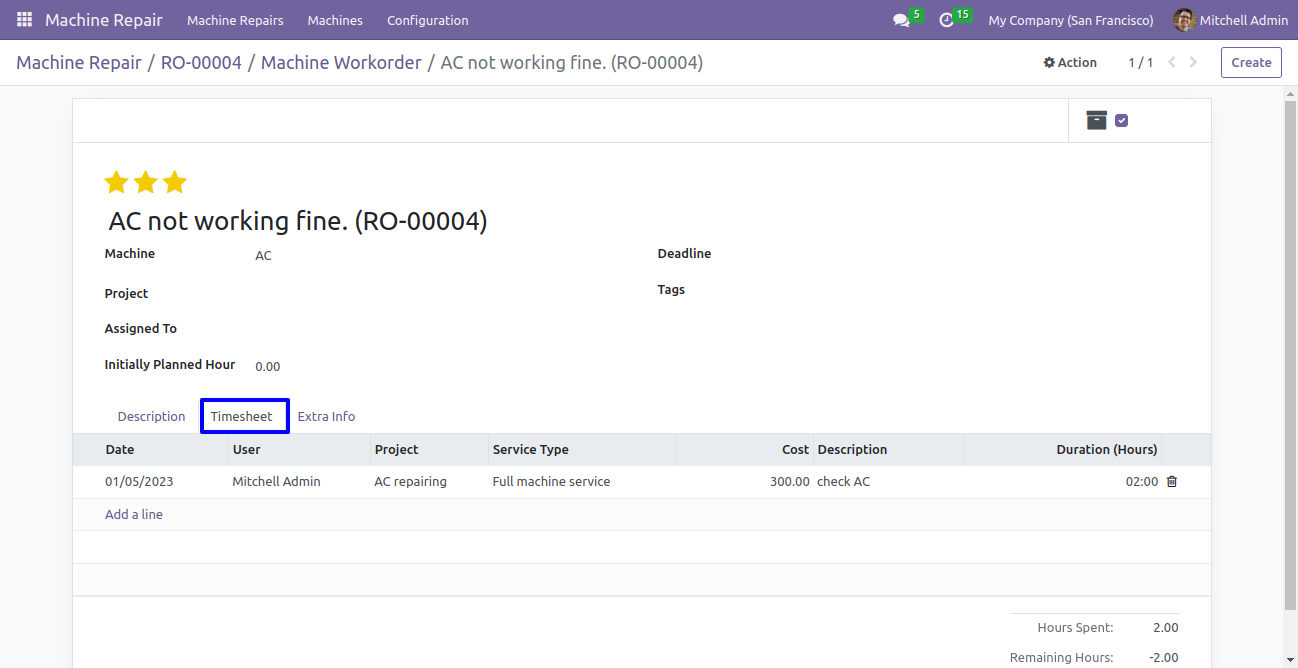 Machine Repair Machine Repairs Machines Configuration 5 15 My Company (San Francisco) Mitchell Admin
Machine Repair / RO-00004 / Machine Workorder / AC not working fine. (RO-00004) Action 1 / 1 Create
AC not working fine. (RO-00004)
Machine AC Deadline
Project Tags
Assigned To
Initially Planned Hour 0.00
Description Timesheet Extra Info
Date User Project Service Type Cost Description Duration (Hours)
01/05/2023 Mitchell Admin AC repairing Full machine service 300.00 check AC 02:00
Add a line
Hours Spent: 2.00
Remaining Hours: -2.00